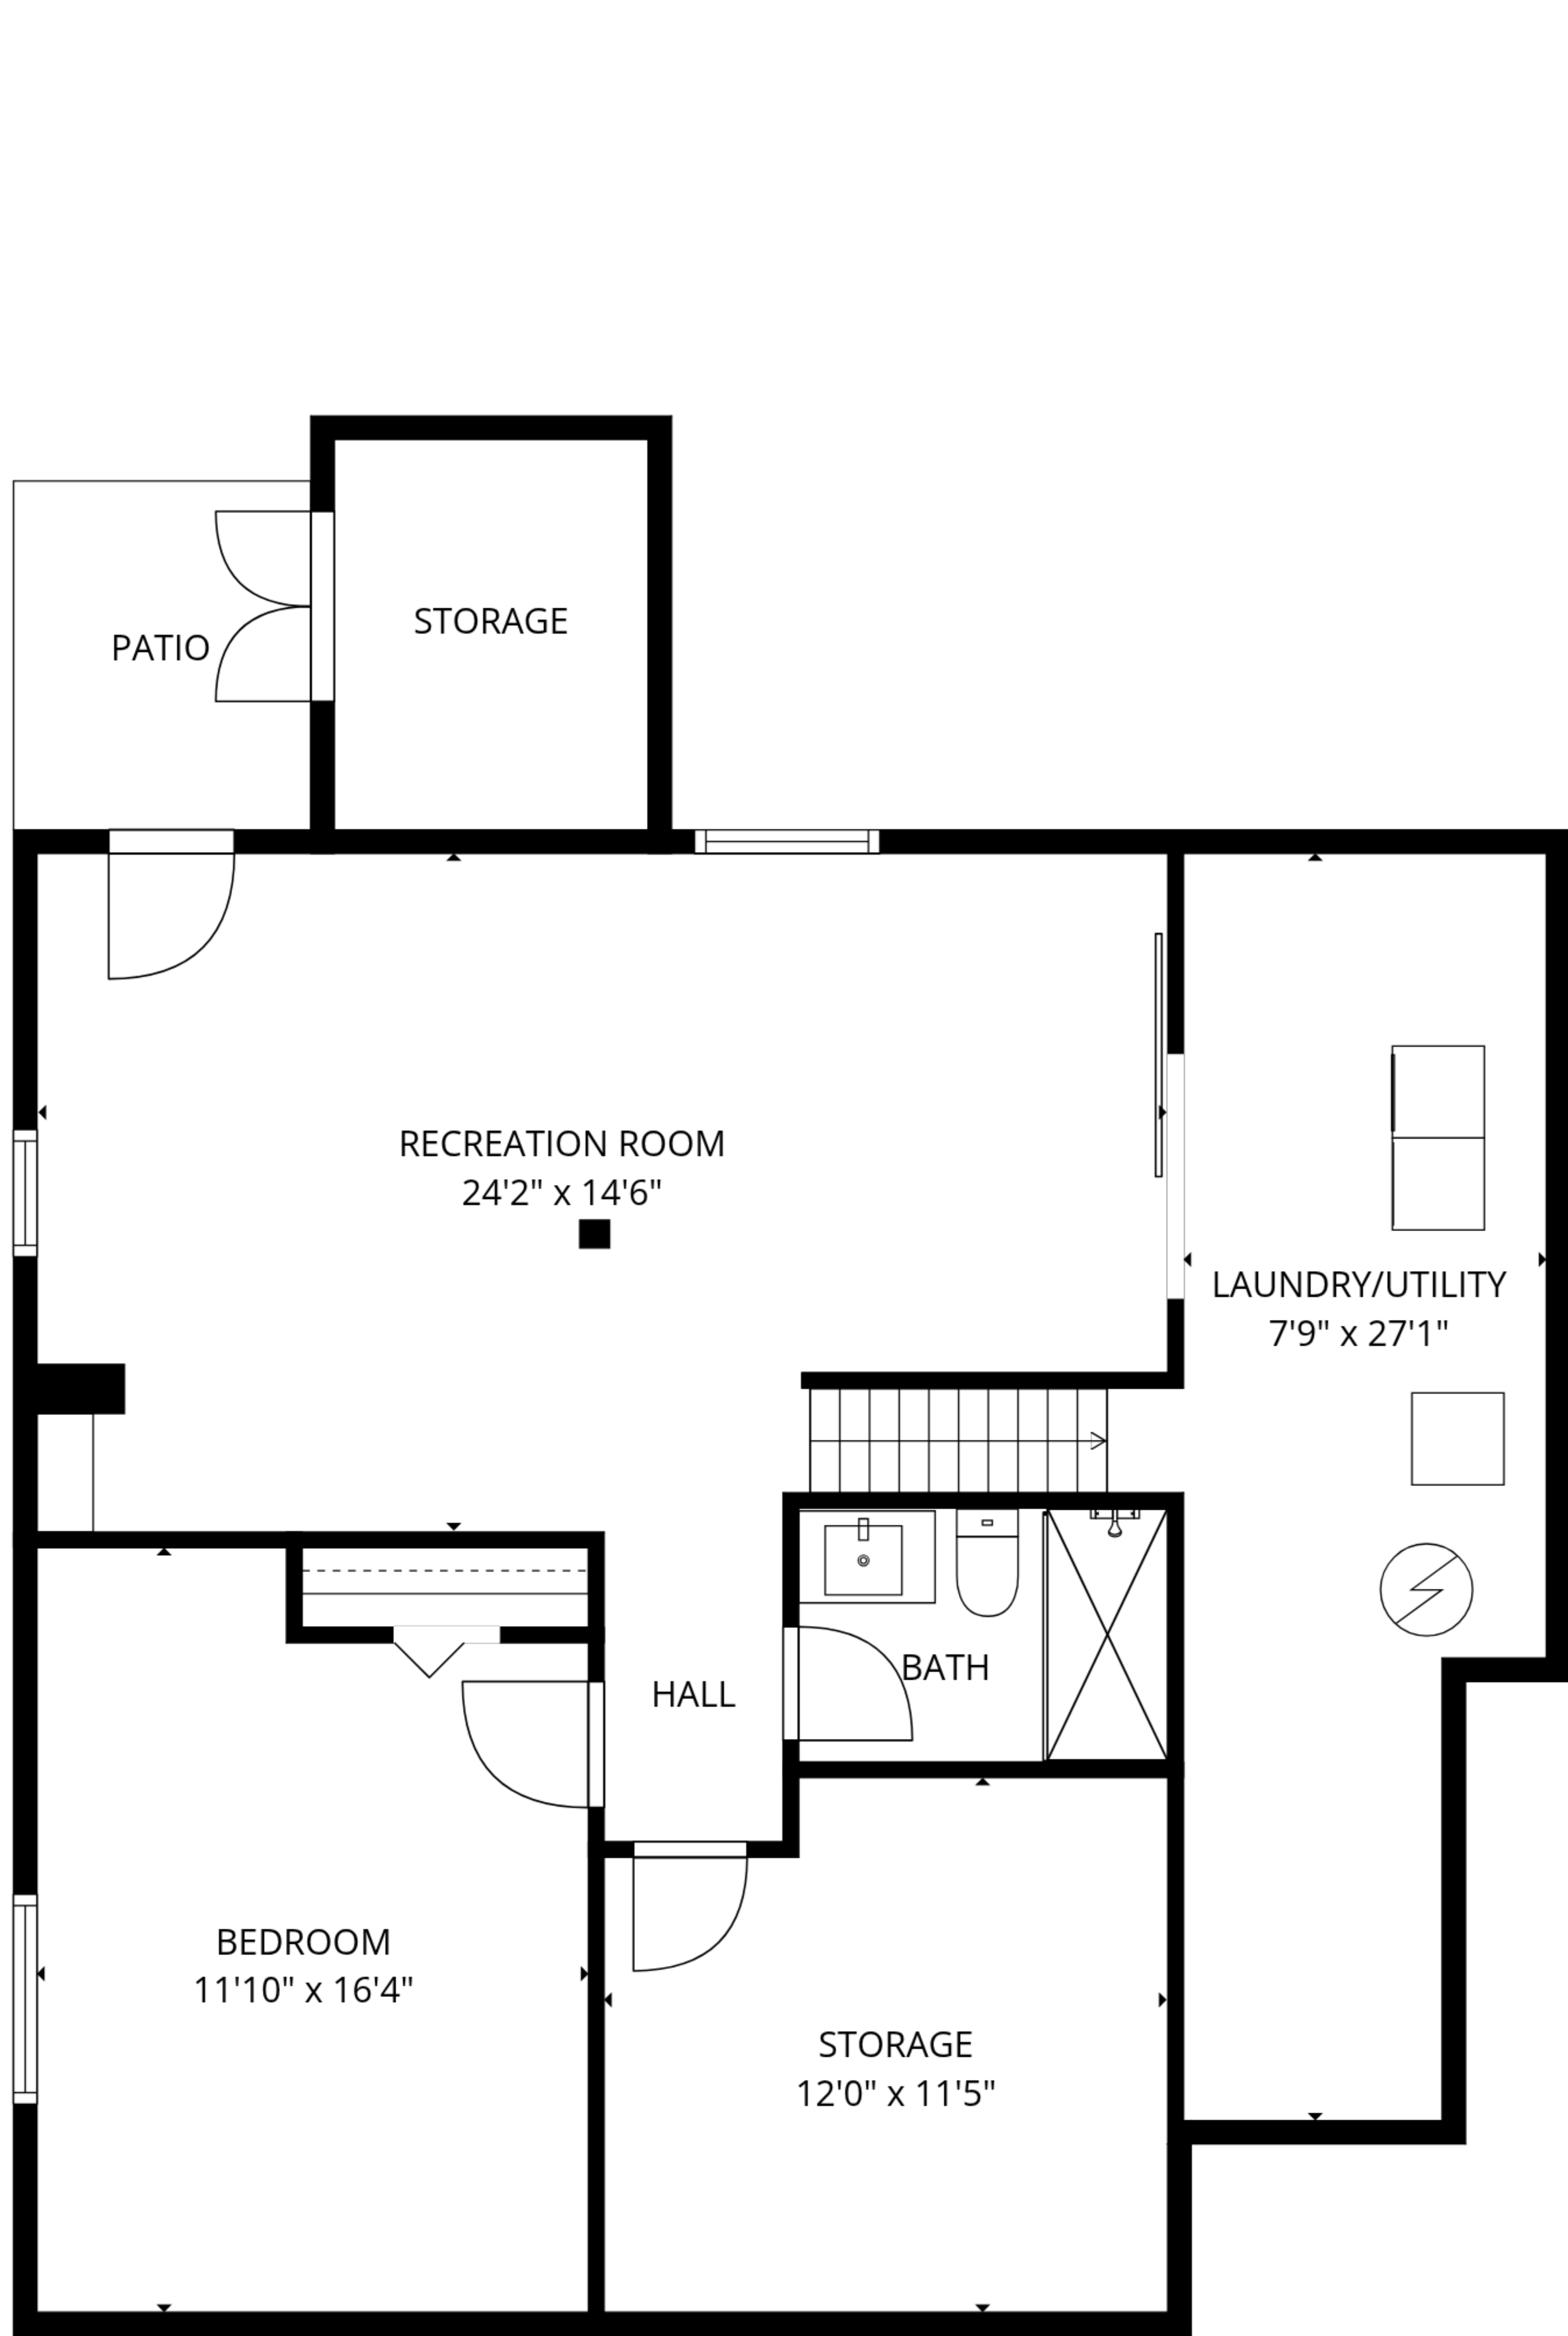 STORAGE
PATIO
RECREATION ROOM
24'2" x 14'6"
LAUNDRY/UTILITY
7'9" x 27'1"
BATH
HALL
BEDROOM
11'10" x 16'4"
STORAGE
12'0" x 11'5"